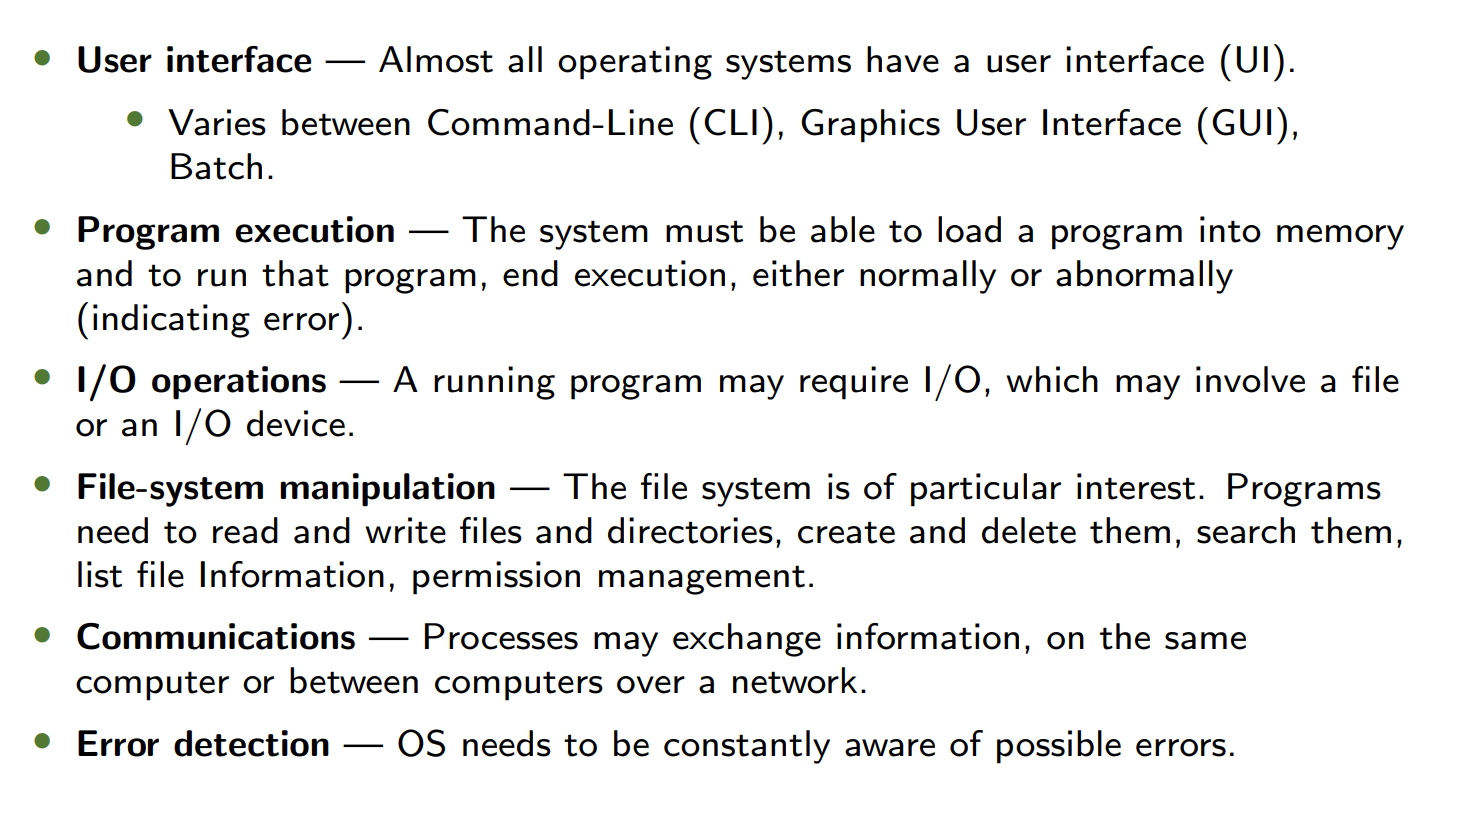 • User interface — Almost all operating systems have a user interface (UI).
• Varies between Command-Line (CLI), Graphics User Interface (GUI),
Batch.
• Program execution — The system must be able to load a program into memory
and to run that program, end execution, either normally or abnormally
(indicating error).
• I/O operations — A running program may require I/O, which may involve a file
or an I/O device.
• File-system manipulation — The file system is of particular interest. Programs
need to read and write files and directories, create and delete them, search them,
list file Information, permission management.
• Communications — Processes may exchange information, on the same
computer or between computers over a network.
• Error detection — OS needs to be constantly aware of possible errors.